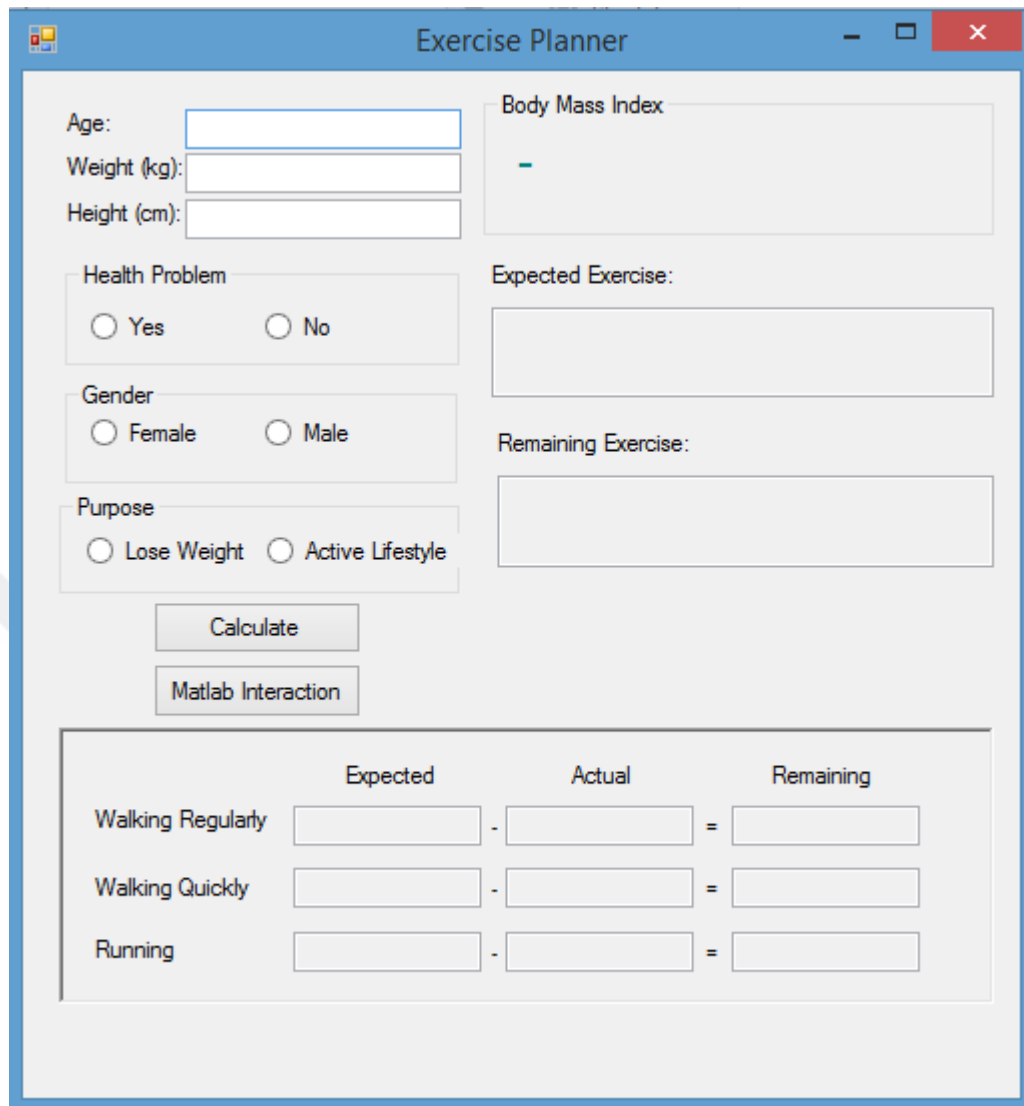 Exercise Planner
Age:
Weight (kg):
Height (cm):
Body Mass Index
-
Health Problem
Yes No
Gender
Female Male
Purpose
Lose Weight Active Lifestyle
Expected Exercise:
Remaining Exercise:
Calculate
Matlab Interaction
Expected Actual Remaining
Walking Regularly - =
Walking Quickly - =
Running - =